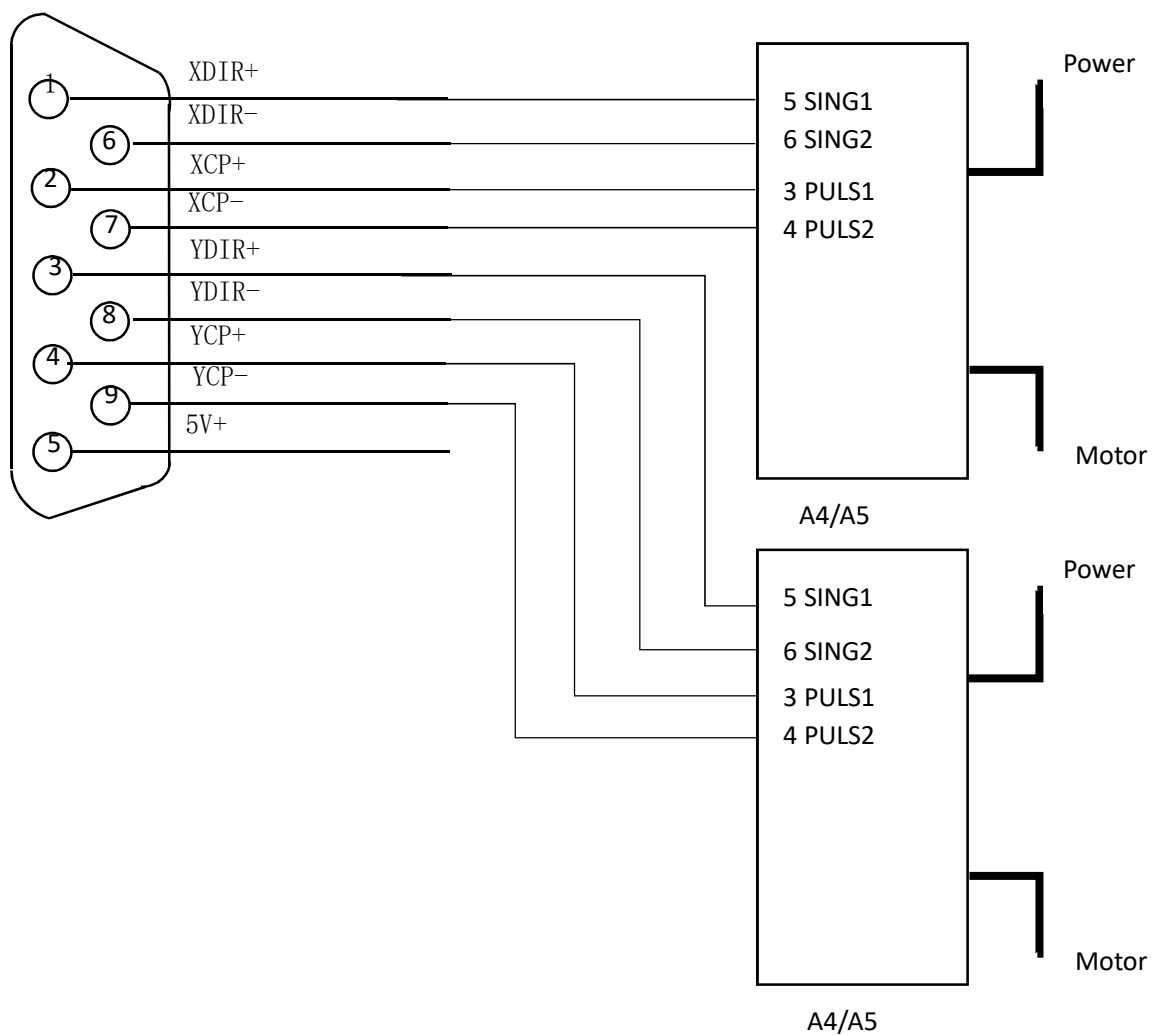 1
XDIR+
6
XDIR-
2
XCP+
7
XCP-
3
YDIR+
8
YDIR-
4
YCP+
9
YCP-
5
5V+
5 SING1
6 SING2
3 PULS1
4 PULS2
Power
Motor
A4/A5
5 SING1
6 SING2
3 PULS1
4 PULS2
Power
Motor
A4/A5